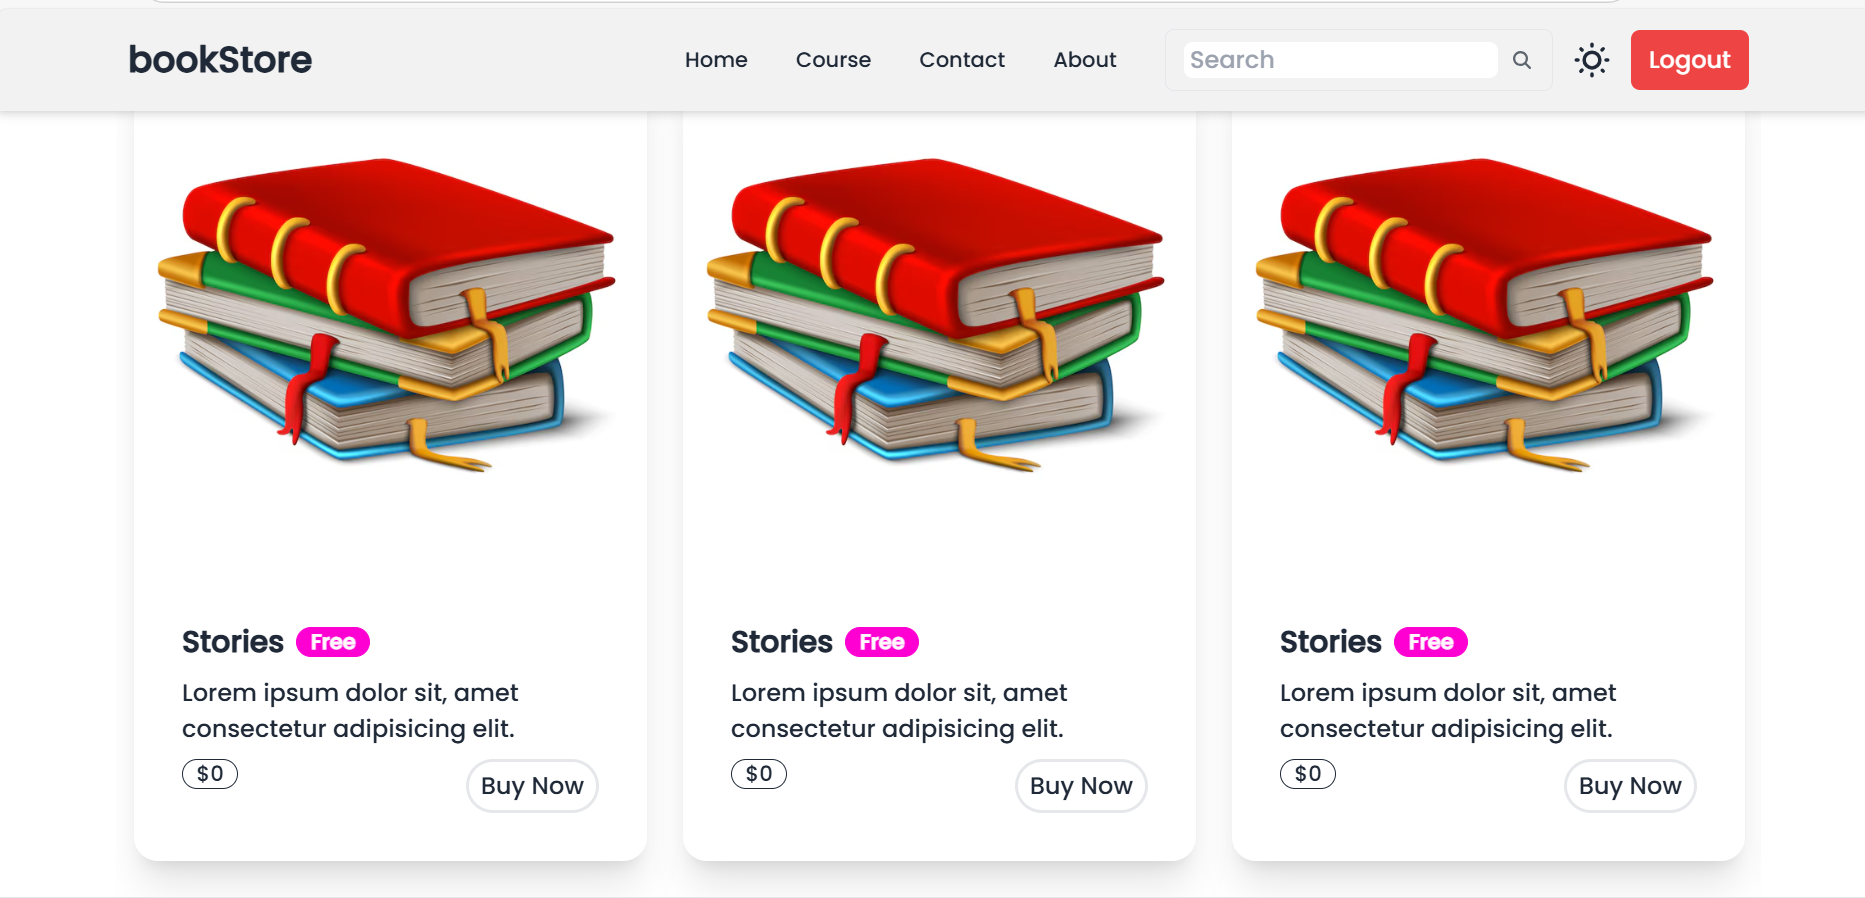 bookStore
Home Course Contact About Search Logout
Stories Free
Lorem ipsum dolor sit, amet
consectetur adipisicing elit.
$0 Buy Now
Stories Free
Lorem ipsum dolor sit, amet
consectetur adipisicing elit.
$0 Buy Now
Stories Free
Lorem ipsum dolor sit, amet
consectetur adipisicing elit.
$0 Buy Now